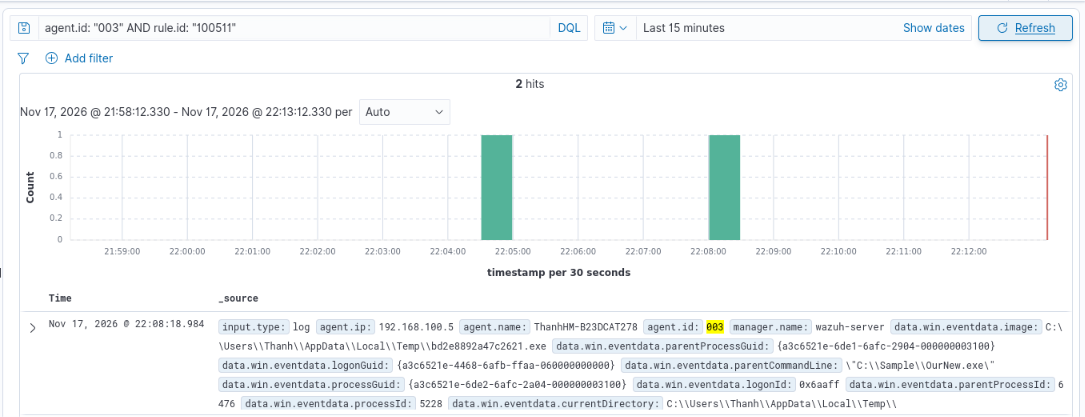 agent.id: "003" AND rule.id: "100511"
DQL
Last 15 minutes
Show dates
Refresh
Add filter
2 hits
Nov 17, 2026 @ 21:58:12.330 - Nov 17, 2026 @ 22:13:12.330 per
Auto
Count
1
0.8
0.6
0.4
0.2
0
21:59:00 22:00:00 22:01:00 22:02:00 22:03:00 22:04:00 22:05:00 22:06:00 22:07:00 22:08:00 22:09:00 22:10:00 22:11:00 22:12:00
timestamp per 30 seconds
Time _source
Nov 17, 2026 @ 22:08:18.984
input.type: log agent.ip: 192.168.100.5 agent.name: ThanhHM-B23DCAT278 agent.id: 003 manager.name: wazuh-server data.win.eventdata.image: C:\
\Users\\Thanh\\AppData\\Local\\Temp\\bd2e8892a47c2621.exe data.win.eventdata.parentProcessGuid: {a3c6521e-6de1-6afc-2904-000000003100}
data.win.eventdata.logonGuid: {a3c6521e-4468-6afb-ffaa-060000000000} data.win.eventdata.parentCommandLine: \"C:\\Sample\\OurNew.exe\"
data.win.eventdata.processGuid: {a3c6521e-6de2-6afc-2a04-000000003100} data.win.eventdata.logonId: 0x6aaff data.win.eventdata.parentProcessId: 6
476 data.win.eventdata.processId: 5228 data.win.eventdata.currentDirectory: C:\\Users\\Thanh\\AppData\\Local\\Temp\\